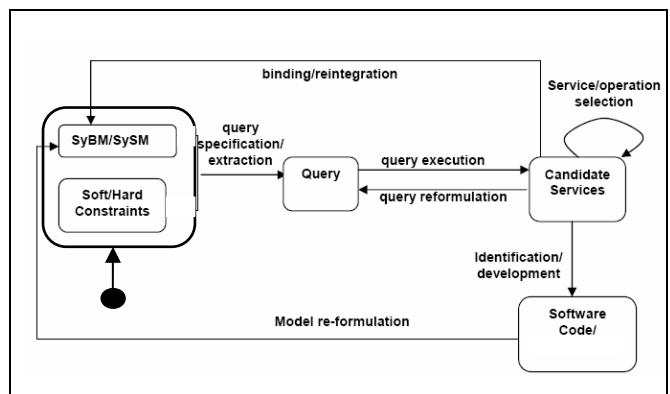 binding/reintegration
Service/operation
selection
SyBM/SySM
query
specification/
extraction
Soft/Hard
Constraints
Query
query execution
query reformulation
Candidate
Services
Identification/
development
Model re-formulation
Software
Code/